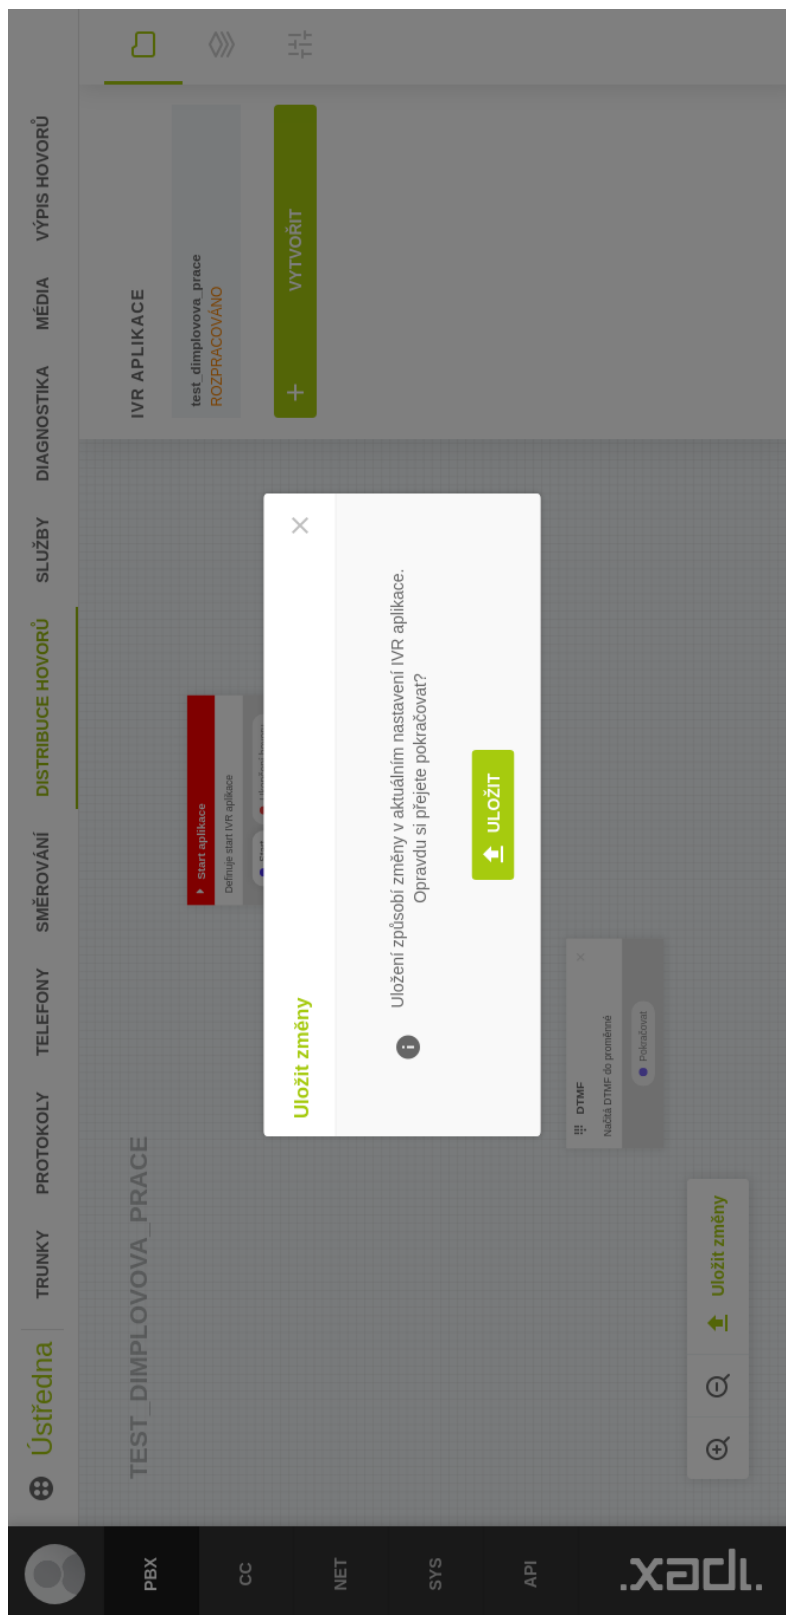 Ústředna
TRUNKY
PROTOKOLY
TELEFONY
SMĚROVÁNÍ
DISTRIBUCE HOVORŮ
SLUŽBY
DIAGNOSTIKA
MÉDIA
VÝPIS HOVORŮ
PBX
CC
NET
SYS
API
.ipex.
TEST_DIMPLOVOVA_PRACE
Start aplikace
Definuje start IVR aplikace
Uložit změny
Uložení způsobí změny v aktuálním nastavení IVR aplikace.
Opravdu si přejete pokračovat?
ULOŽIT
DTMF
Načítá DTMF do proměnné
Pokračovat
Uložit změny
IVR APLIKACE
test_dimplovova_prace
ROZPRACOVÁNO
VYTVOŘIT